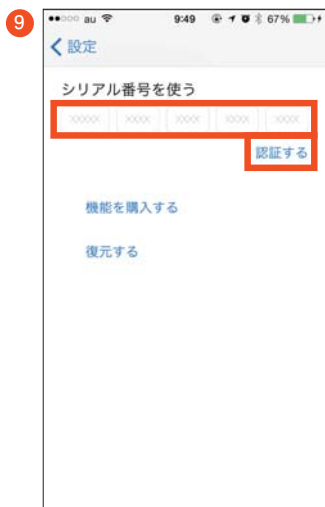 9
au 9:49 67%
設定
シリアル番号を使う
xxxxx xxxx xxxx xxxx xxxx
認証する
機能を購入する
復元する